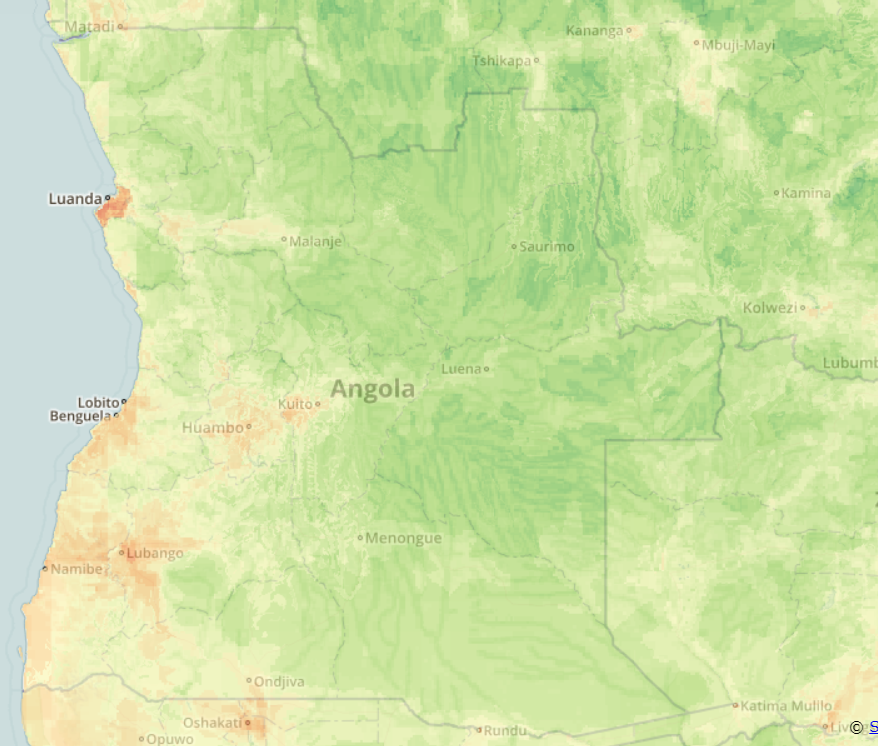 Matadi
Kananga
Mbuji-Mayi
Tshikapa
Luanda
Kamina
Malanje
Saurimo
Kolwezi
Luena
Lubumb
Angola
Lobito
Kuito
Benguela
Huambo
Menongue
Lubango
Namibe
Ondjiva
Katima Mulilo
Oshakati
Rundu
Opuwo
Liv
© S